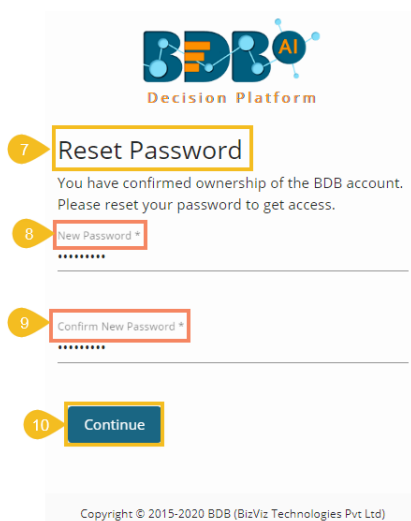 BDB AI
Decision Platform
7 Reset Password
You have confirmed ownership of the BDB account.
Please reset your password to get access.
8 New Password *
•••••••••
9 Confirm New Password *
•••••••••
10 Continue
Copyright © 2015-2020 BDB (BizViz Technologies Pvt Ltd)